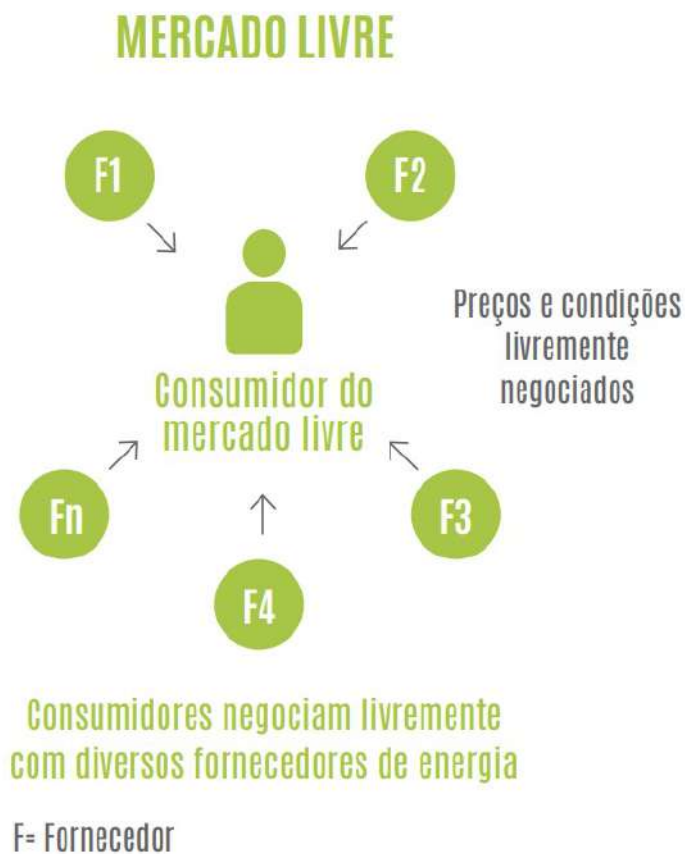 MERCADO LIVRE
F1
F2
Preços e condições
livremente
negociados
Consumidor do
mercado livre
Fn
F3
F4
Consumidores negociam livremente
com diversos fornecedores de energia
F= Fornecedor